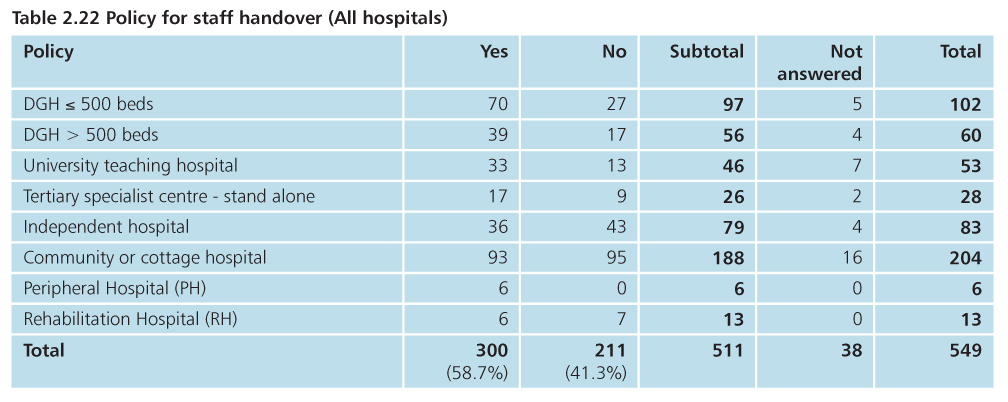 Table 2.22 Policy for staff handover (All hospitals)
Policy Yes No Subtotal Not answered Total
DGH ≤ 500 beds 70 27 97 5 102
DGH > 500 beds 39 17 56 4 60
University teaching hospital 33 13 46 7 53
Tertiary specialist centre - stand alone 17 9 26 2 28
Independent hospital 36 43 79 4 83
Community or cottage hospital 93 95 188 16 204
Peripheral Hospital (PH) 6 0 6 0 6
Rehabilitation Hospital (RH) 6 7 13 0 13
Total 300 211 511 38 549
(58.7%) (41.3%)